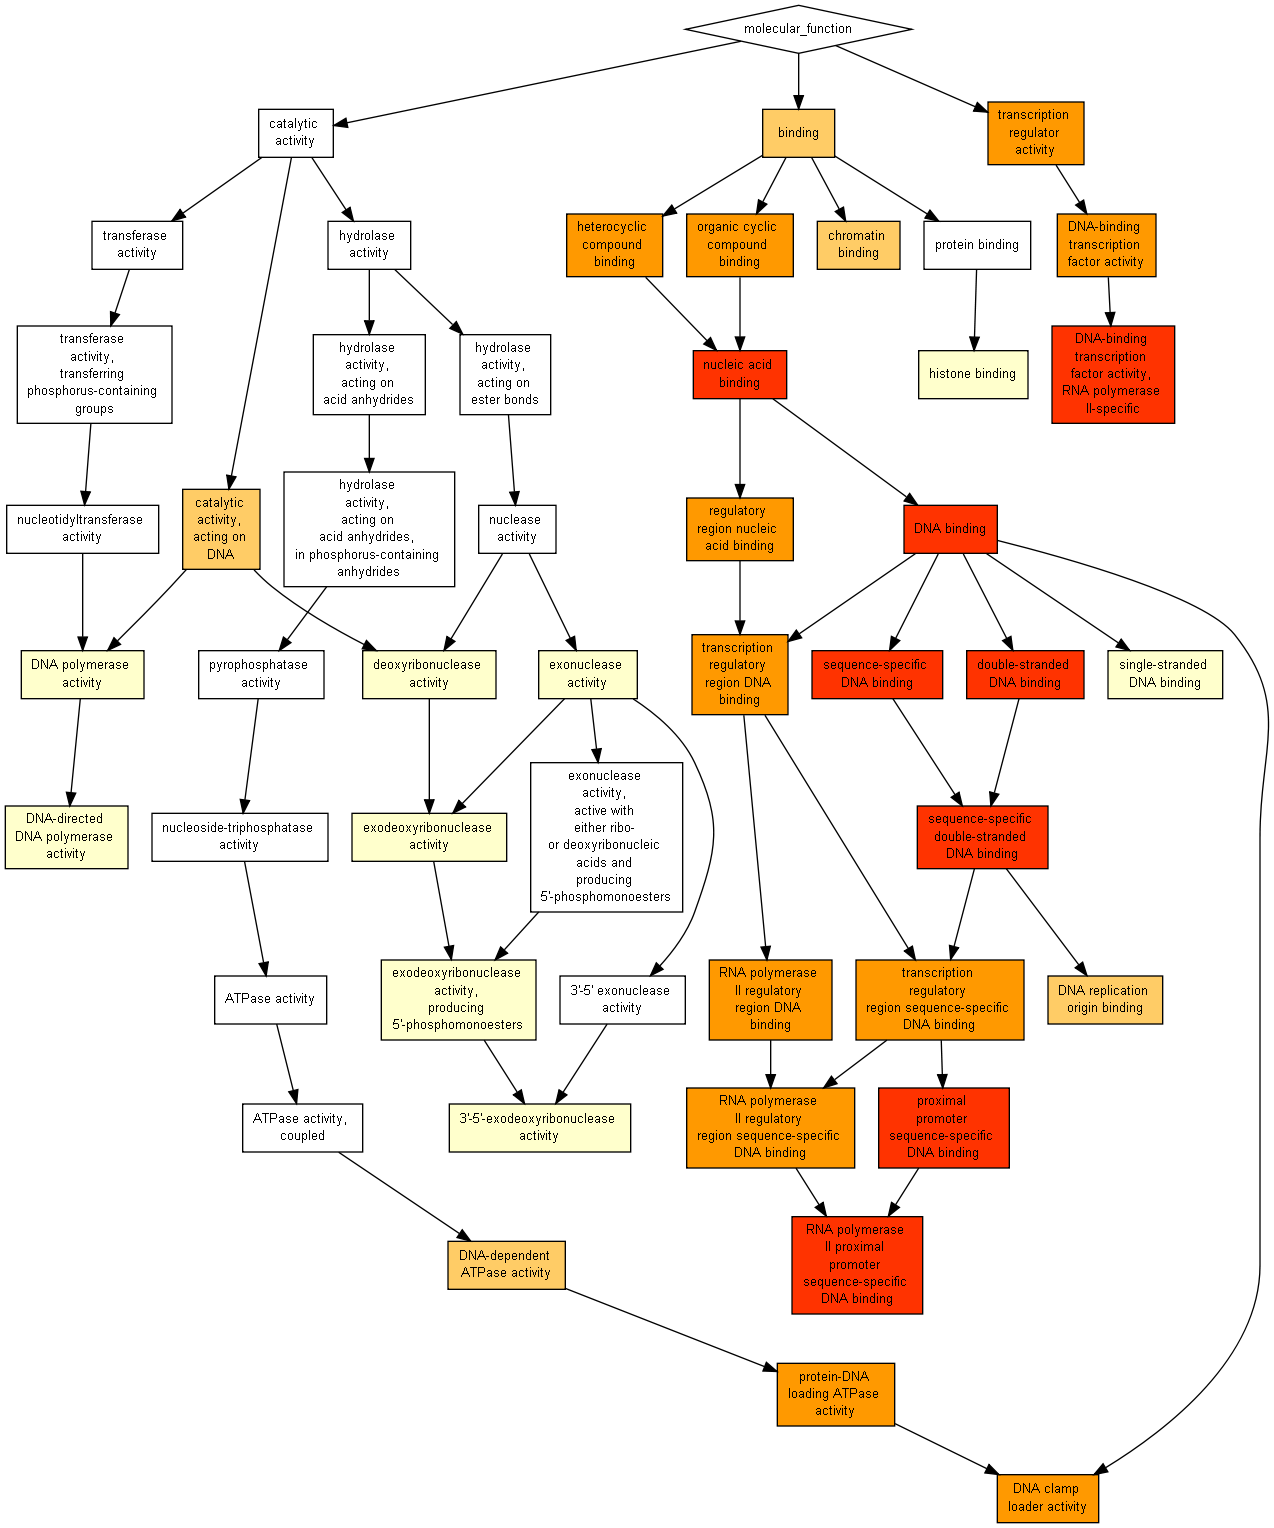 molecular_function
catalytic
activity
binding
transcription
regulator
activity
transferase
activity
hydrolase
activity
heterocyclic
compound
binding
organic cyclic
compound
binding
chromatin
binding
protein binding
DNA-binding
transcription
factor activity
transferase
activity,
transferring
phosphorus-containing
groups
hydrolase
activity,
acting on
acid anhydrides
hydrolase
activity,
acting on
ester bonds
nucleic acid
binding
histone binding
DNA-binding
transcription
factor activity,
RNA polymerase
II-specific
nucleotidyltransferase
activity
catalytic
activity,
acting on
DNA
hydrolase
activity,
acting on
acid anhydrides,
in phosphorus-containing
anhydrides
nuclease
activity
regulatory
region nucleic
acid binding
DNA binding
DNA polymerase
activity
pyrophosphatase
activity
deoxyribonuclease
activity
exonuclease
activity
transcription
regulatory
region DNA
binding
sequence-specific
DNA binding
double-stranded
DNA binding
single-stranded
DNA binding
DNA-directed
DNA polymerase
activity
nucleoside-triphosphatase
activity
exodeoxyribonuclease
activity
exonuclease
activity,
active with
either ribo-
or deoxyribonucleic
acids and
producing
5'-phosphomonoesters
sequence-specific
double-stranded
DNA binding
ATPase activity
exodeoxyribonuclease
activity,
producing
5'-phosphomonoesters
3'-5' exonuclease
activity
RNA polymerase
II regulatory
region DNA
binding
transcription
regulatory
region sequence-specific
DNA binding
DNA replication
origin binding
ATPase activity,
coupled
3'-5'-exodeoxyribonuclease
activity
RNA polymerase
II regulatory
region sequence-specific
DNA binding
proximal
promoter
sequence-specific
DNA binding
DNA-dependent
ATPase activity
RNA polymerase
II proximal
promoter
sequence-specific
DNA binding
protein-DNA
loading ATPase
activity
DNA clamp
loader activity